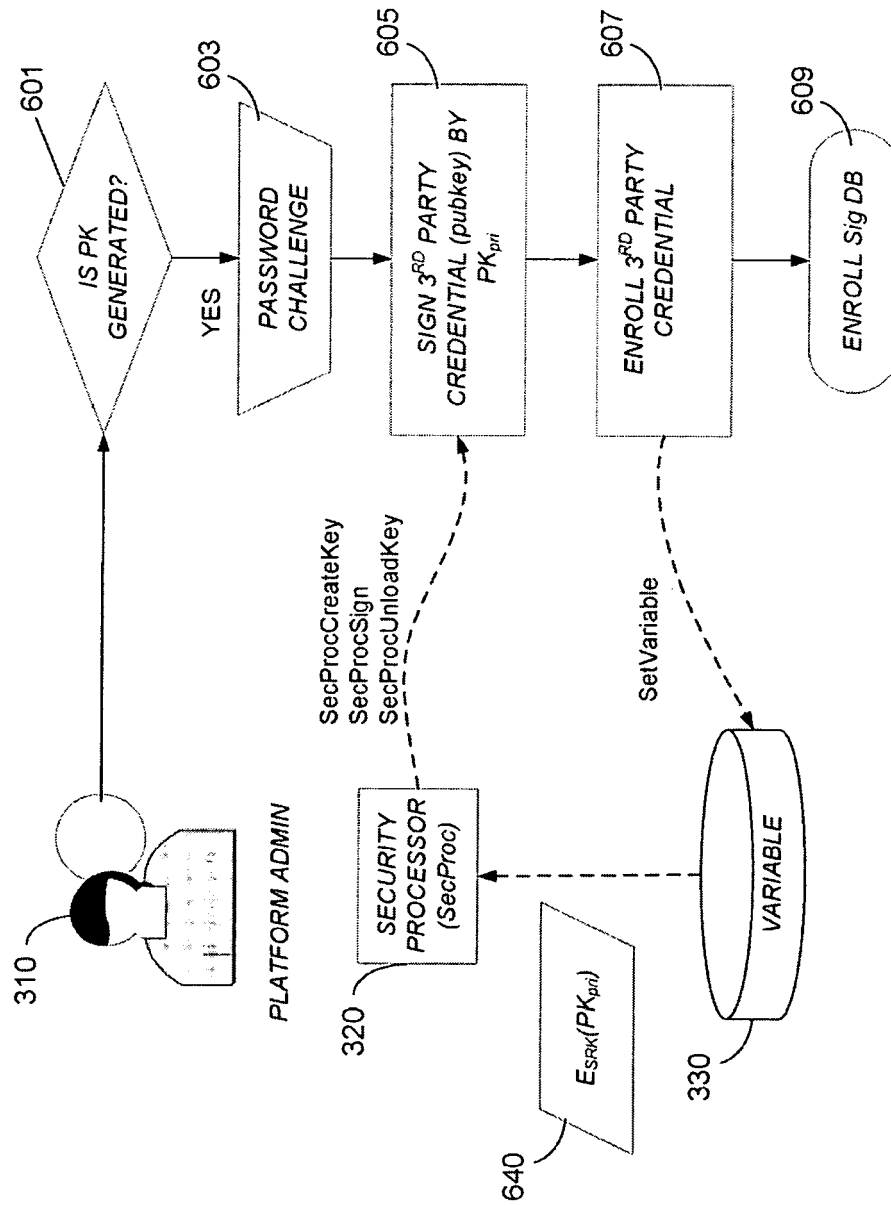 310
PLATFORM ADMIN
601
IS PK
GENERATED?
YES
603
PASSWORD
CHALLENGE
605
SIGN 3RD PARTY
CREDENTIAL (pubkey) BY
PKpri
607
ENROLL 3RD PARTY
CREDENTIAL
609
ENROLL Sig DB
SecProcCreateKey
SecProcSign
SecProcUnloadKey
SetVariable
320
SECURITY
PROCESSOR
(SecProc)
640
ESRK(PKpri)
VARIABLE
330